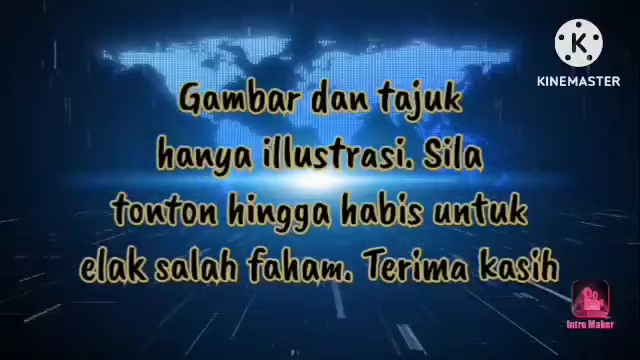 KINEMASTER
Gambar dan tajuk
hanya illustrasi. Sila
tonton hingga habis untuk
elak salah faham. Terima kasih
Intro Maker